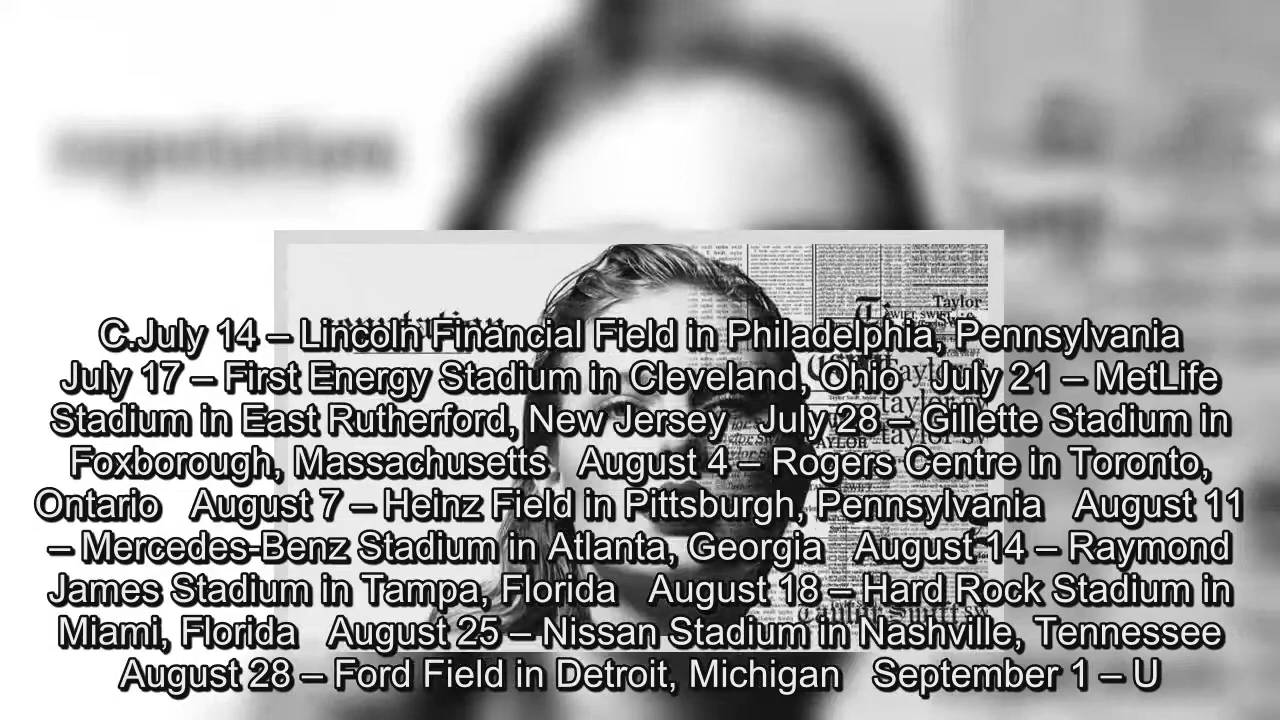 C.July 14 – Lincoln Financial Field in Philadelphia, Pennsylvania
July 17 – First Energy Stadium in Cleveland, Ohio   July 21 – MetLife
Stadium in East Rutherford, New Jersey   July 28 – Gillette Stadium in
Foxborough, Massachusetts   August 4 – Rogers Centre in Toronto,
Ontario   August 7 – Heinz Field in Pittsburgh, Pennsylvania   August 11
– Mercedes-Benz Stadium in Atlanta, Georgia   August 14 – Raymond
James Stadium in Tampa, Florida   August 18 – Hard Rock Stadium in
Miami, Florida   August 25 – Nissan Stadium in Nashville, Tennessee
August 28 – Ford Field in Detroit, Michigan   September 1 – U
Taylor